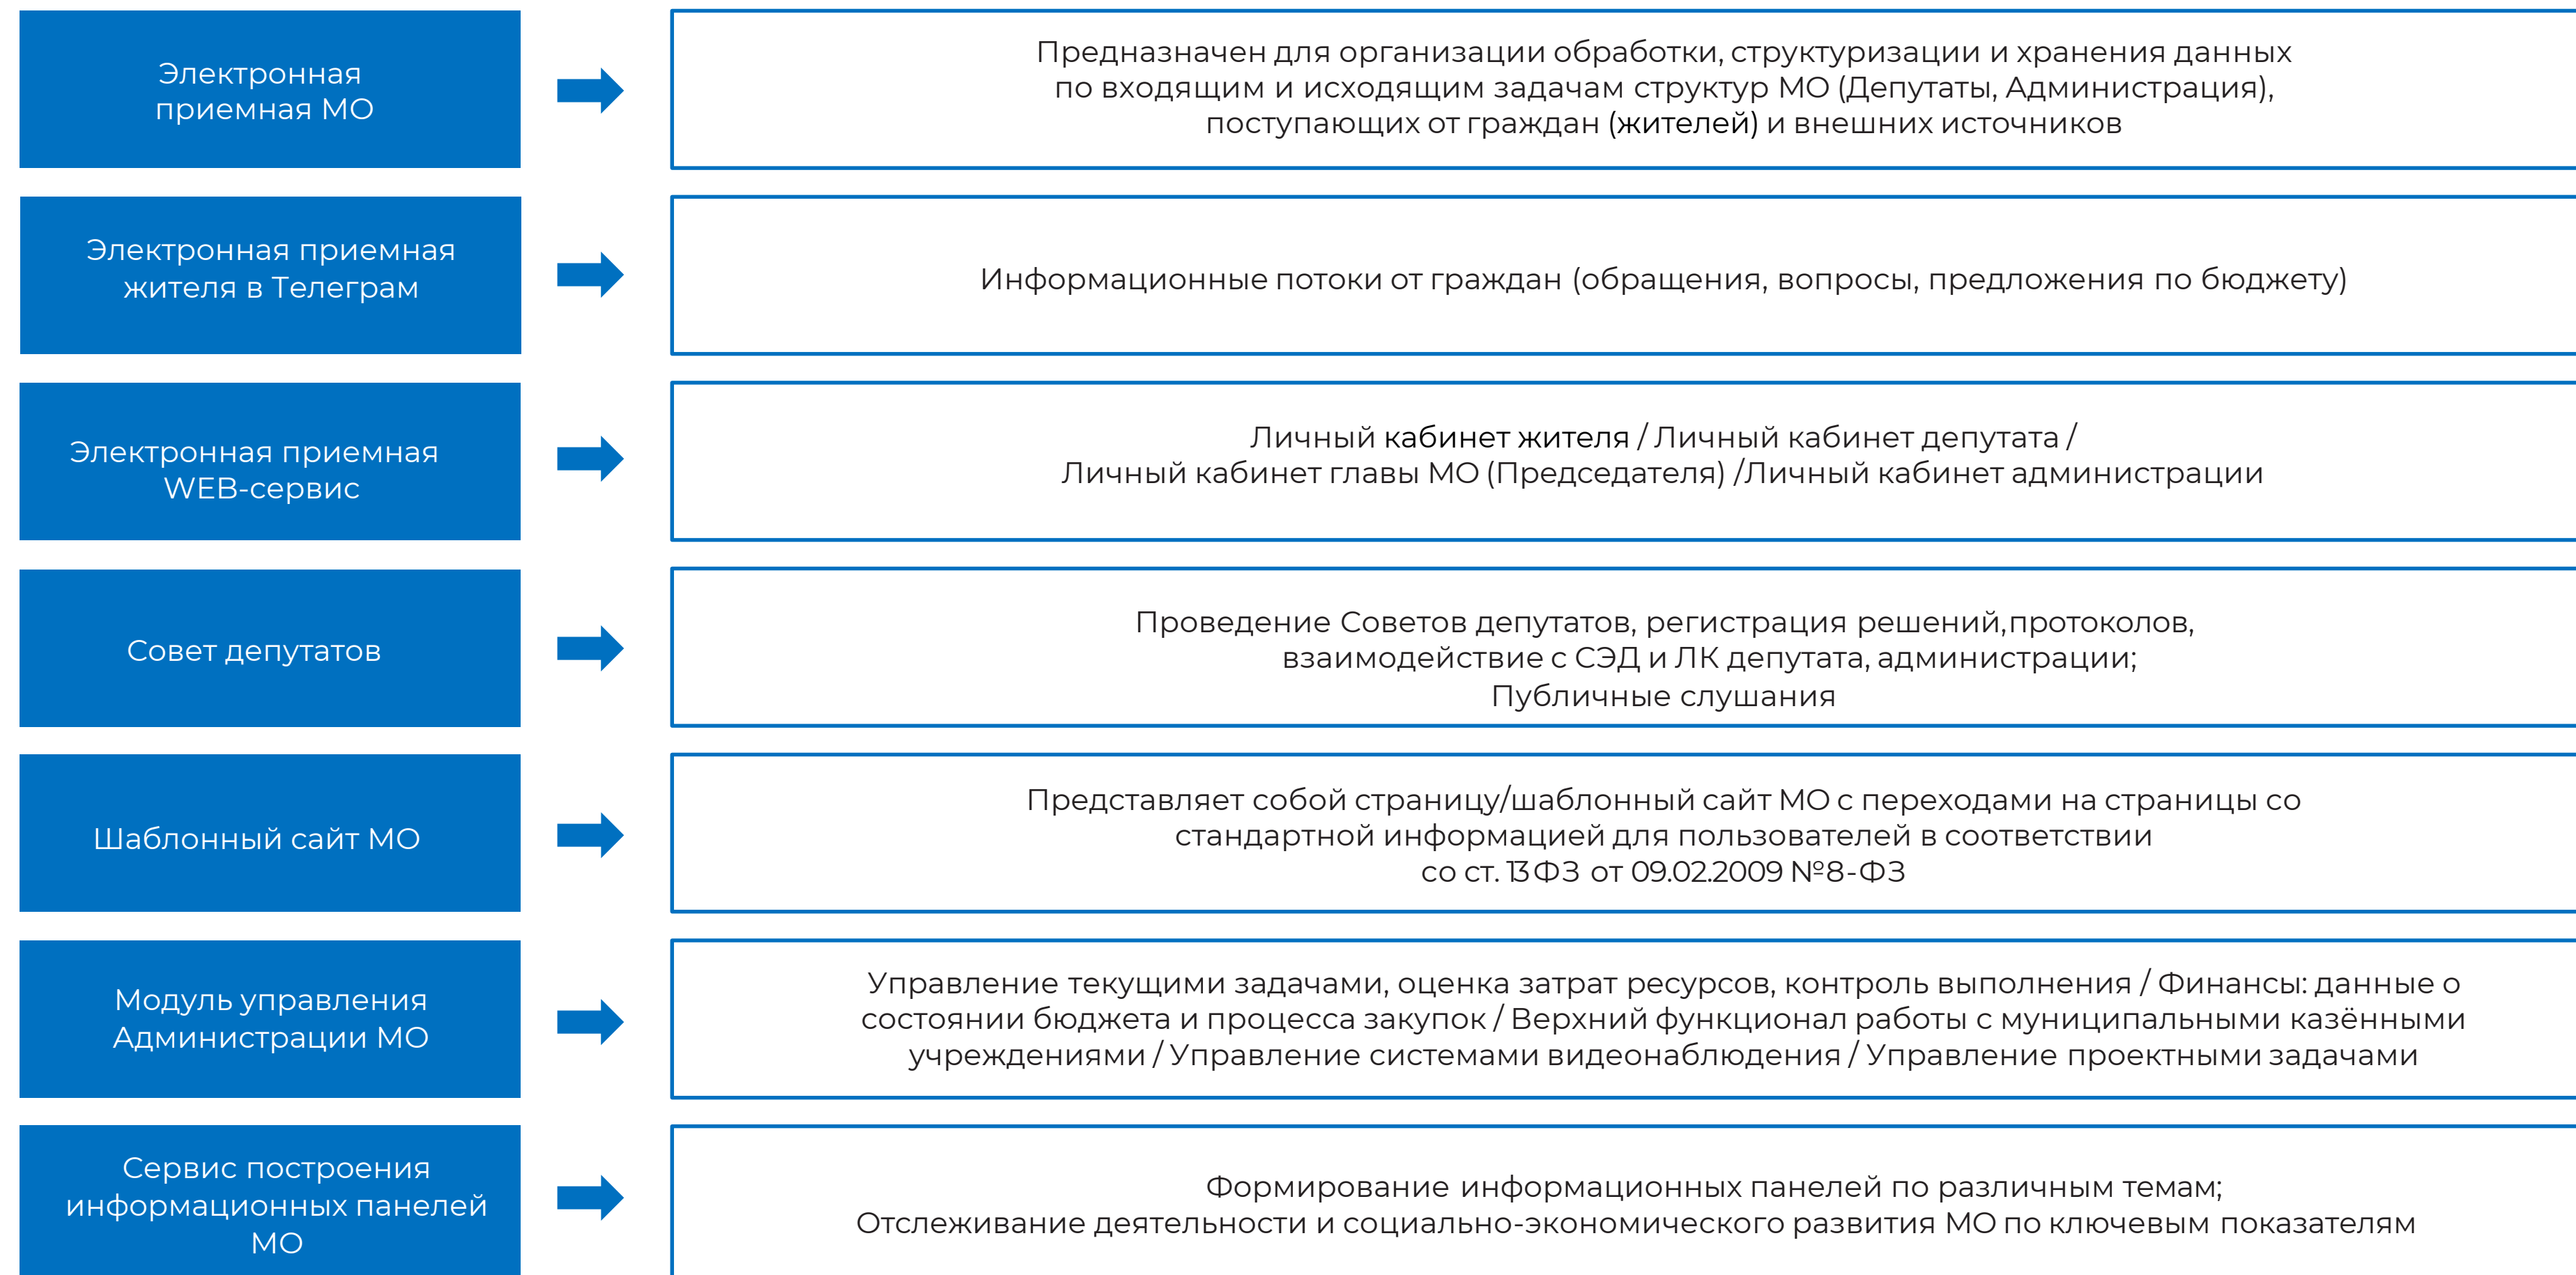 Электронная
приемная МО
Предназначен для организации обработки, структуризации и хранения данных
по входящим и исходящим задачам структур МО (Депутаты, Администрация),
поступающих от граждан (жителей) и внешних источников
Электронная приемная
жителя в Телеграм
Информационные потоки от граждан (обращения, вопросы, предложения по бюджету)
Электронная приемная
WEB-сервис
Личный кабинет жителя / Личный кабинет депутата /
Личный кабинет главы МО (Председателя) /Личный кабинет администрации
Совет депутатов
Проведение Советов депутатов, регистрация решений,протоколов,
взаимодействие с СЭД и ЛК депутата, администрации;
Публичные слушания
Шаблонный сайт МО
Представляет собой страницу/шаблонный сайт МО с переходами на страницы со
стандартной информацией для пользователей в соответствии
со ст. 13 ФЗ от 09.02.2009 №8-ФЗ
Модуль управления
Администрации МО
Управление текущими задачами, оценка затрат ресурсов, контроль выполнения / Финансы: данные о
состоянии бюджета и процесса закупок / Верхний функционал работы с муниципальными казёнными
учреждениями / Управление системами видеонаблюдения / Управление проектными задачами
Сервис построения
информационных панелей
МО
Формирование информационных панелей по различным темам;
Отслеживание деятельности и социально-экономического развития МО по ключевым показателям